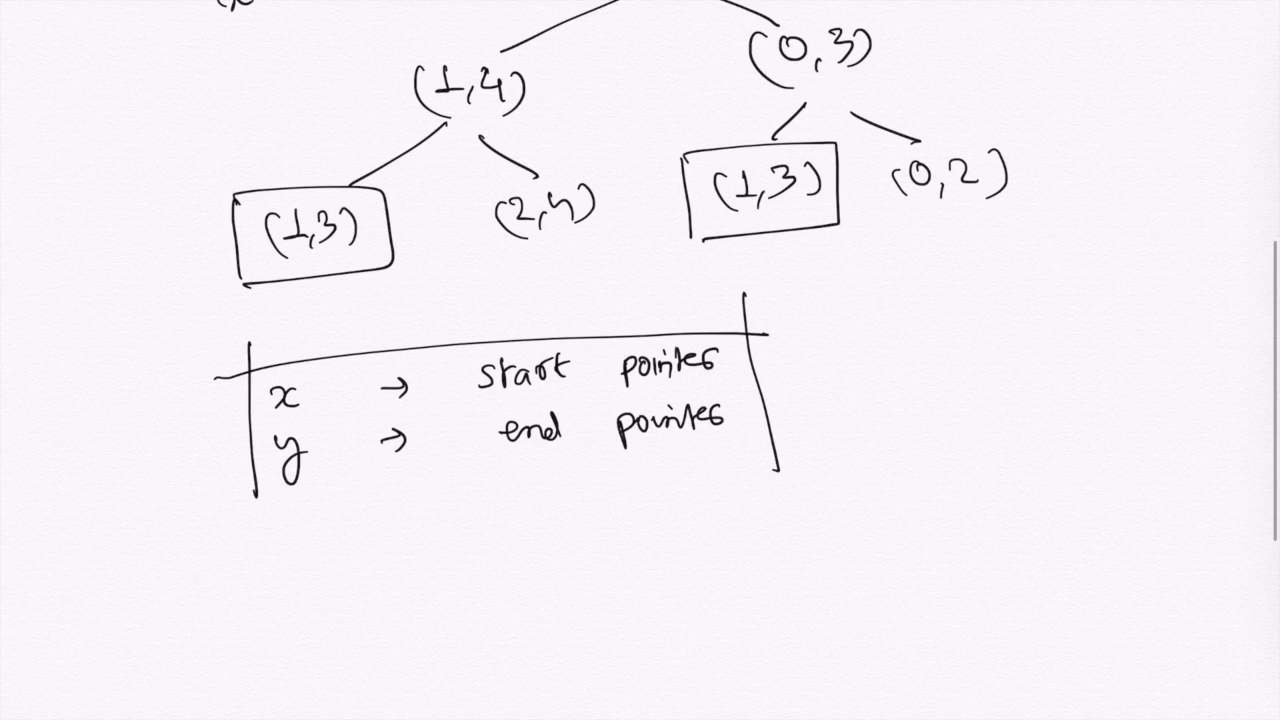 (0,3)
(1,4)
(1,3) (0,2)
(1,3) (2,4)
x → start pointer
y → end pointer